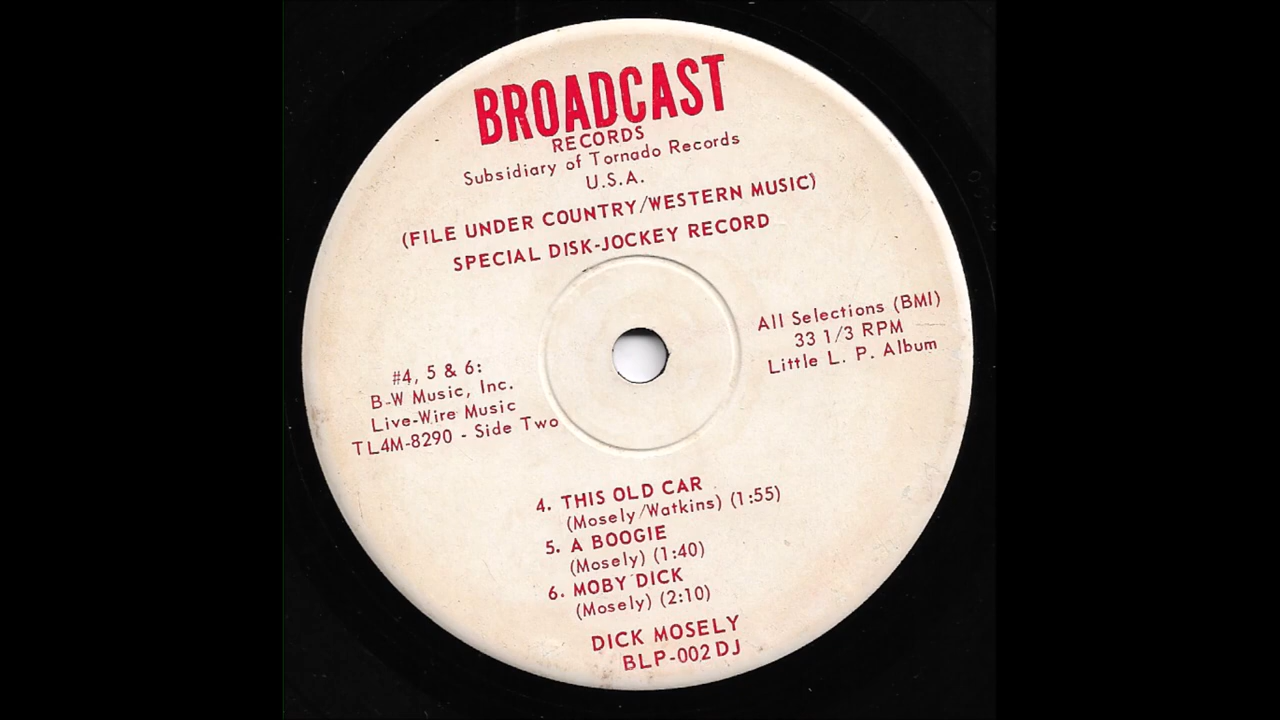 BROADCAST
RECORDS
Subsidiary of Tornado Records
U.S.A.
(FILE UNDER COUNTRY/WESTERN MUSIC)
SPECIAL DISK-JOCKEY RECORD
All Selections (BMI)
33 1/3 RPM
Little L. P. Album
#4, 5 & 6:
B-W Music, Inc.
Live-Wire Music
TL4M-8290 - Side Two
4. THIS OLD CAR
(Mosely/Watkins) (1:55)
5. A BOOGIE
(Mosely) (1:40)
6. MOBY DICK
(Mosely) (2:10)
DICK MOSELY
BLP-002 DJ